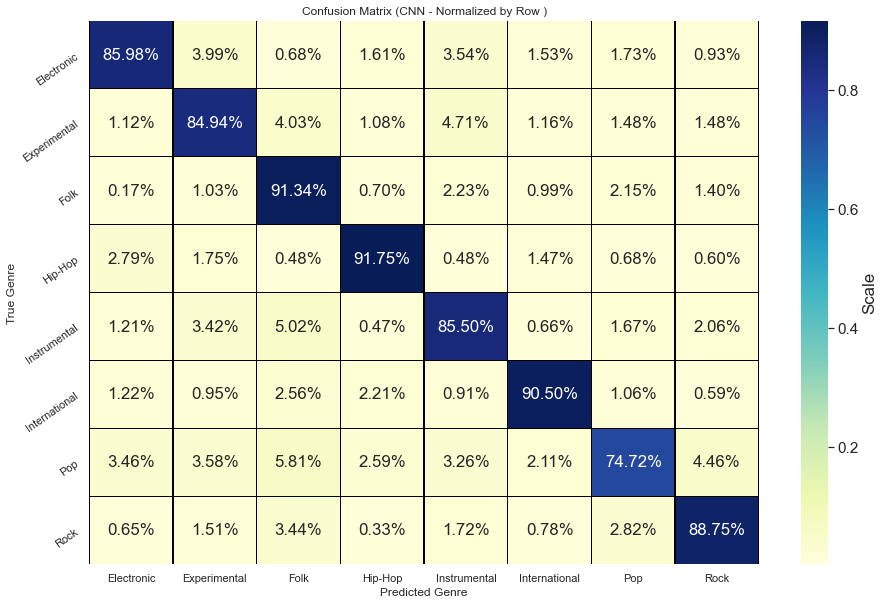 Confusion Matrix (CNN - Normalized by Row )
Electronic 85.98% 3.99% 0.68% 1.61% 3.54% 1.53% 1.73% 0.93%
Experimental 1.12% 84.94% 4.03% 1.08% 4.71% 1.16% 1.48% 1.48%
Folk 0.17% 1.03% 91.34% 0.70% 2.23% 0.99% 2.15% 1.40%
Hip-Hop 2.79% 1.75% 0.48% 91.75% 0.48% 1.47% 0.68% 0.60%
Instrumental 1.21% 3.42% 5.02% 0.47% 85.50% 0.66% 1.67% 2.06%
International 1.22% 0.95% 2.56% 2.21% 0.91% 90.50% 1.06% 0.59%
Pop 3.46% 3.58% 5.81% 2.59% 3.26% 2.11% 74.72% 4.46%
Rock 0.65% 1.51% 3.44% 0.33% 1.72% 0.78% 2.82% 88.75%
Electronic Experimental Folk Hip-Hop Instrumental International Pop Rock
Predicted Genre
True Genre
0.8
0.6
0.4
0.2
Scale